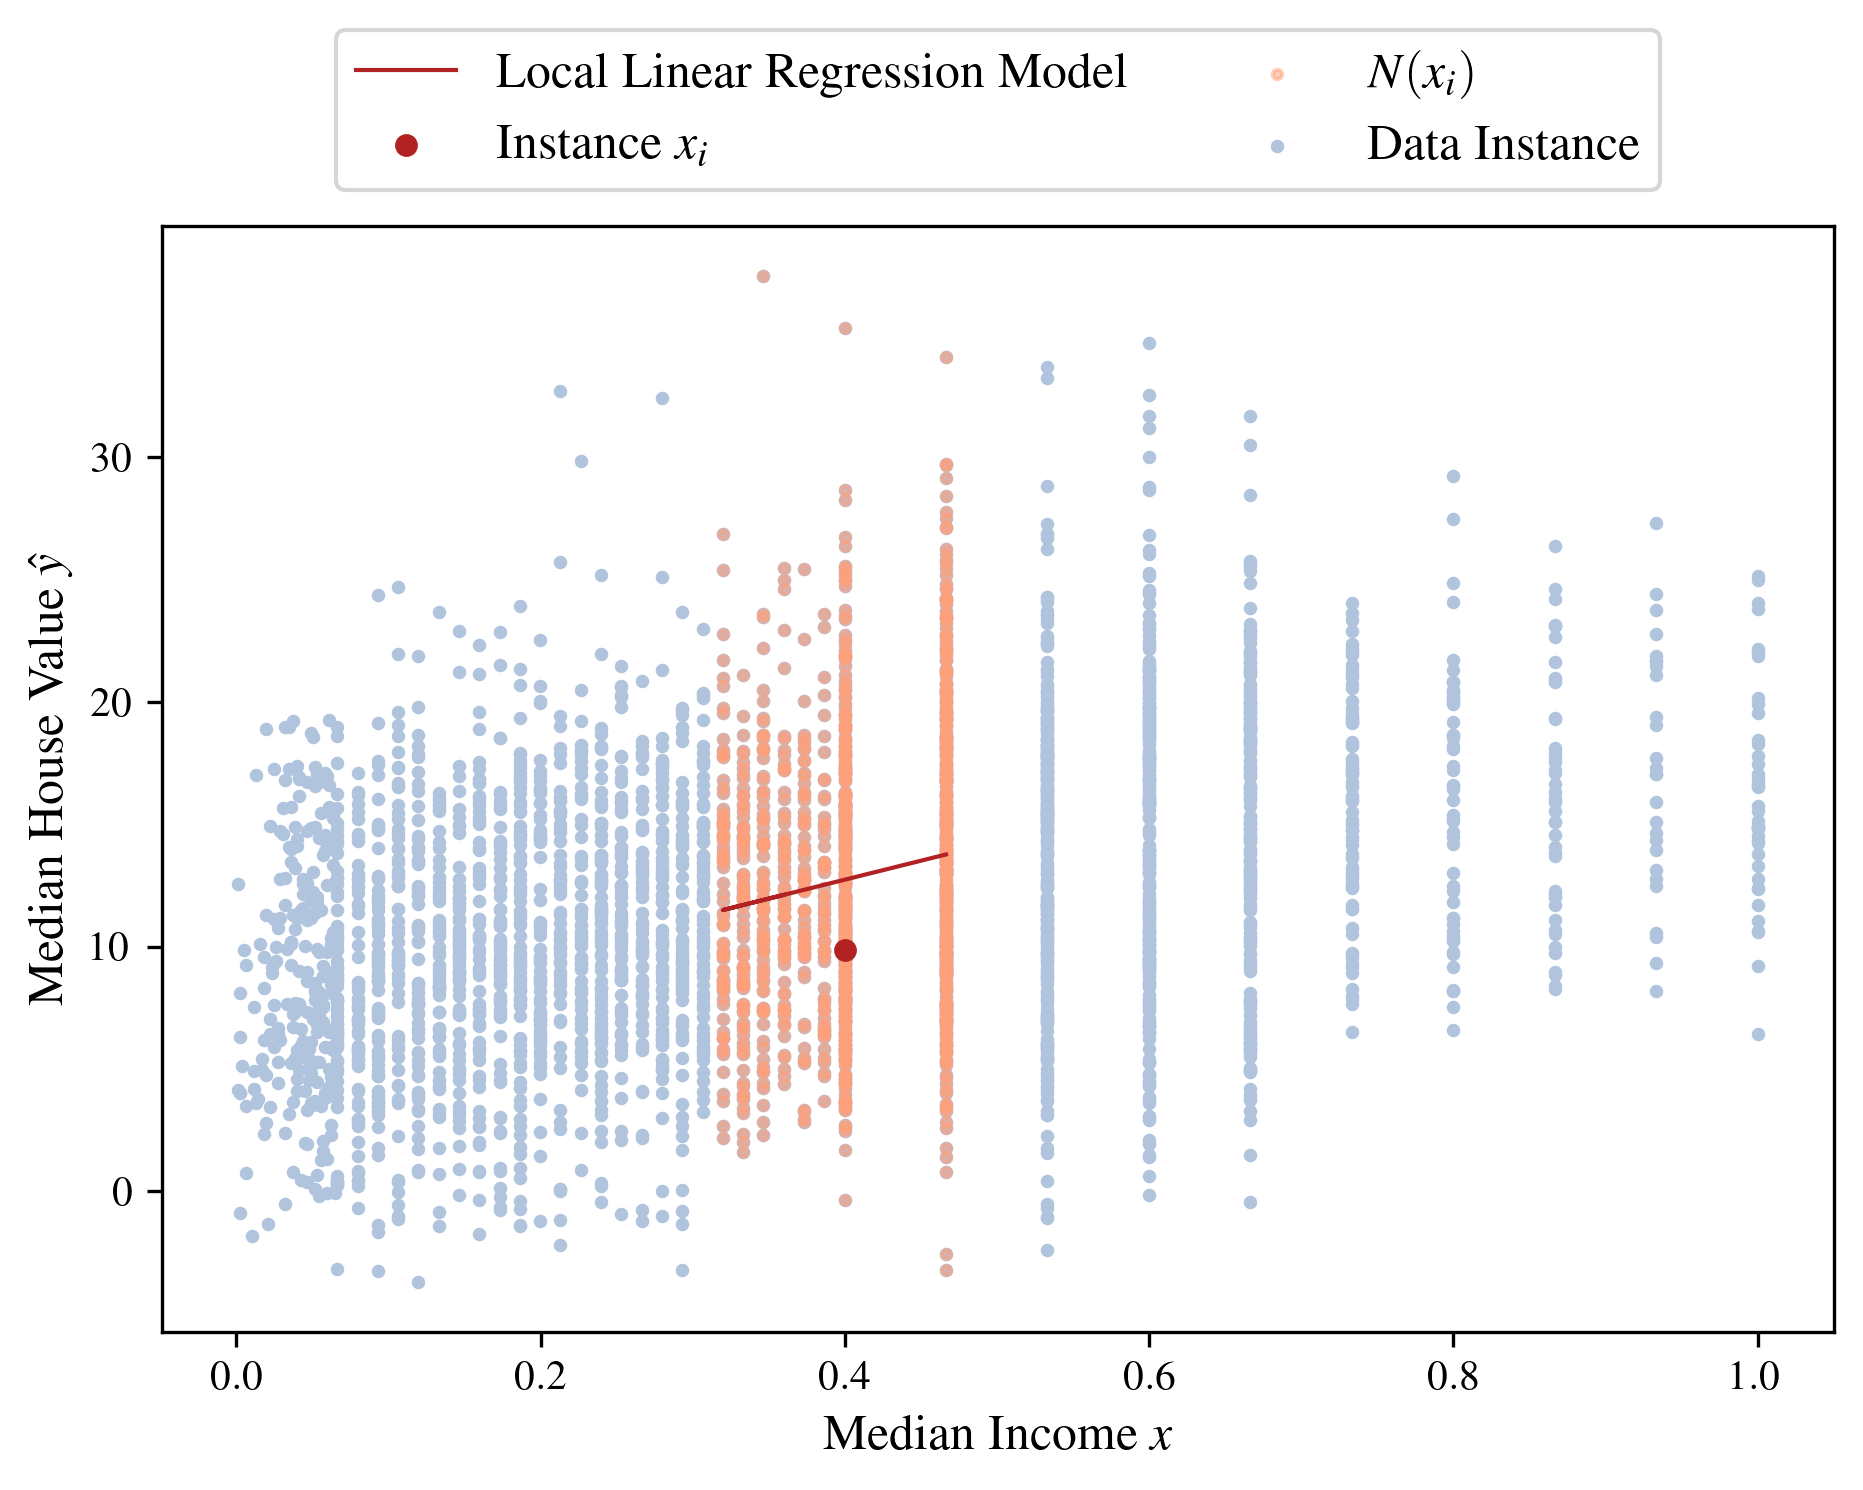 Local Linear Regression Model
Instance xᵢ
N(xᵢ)
Data Instance
Median House Value ŷ
30
20
10
0
0.0 0.2 0.4 0.6 0.8 1.0
Median Income x